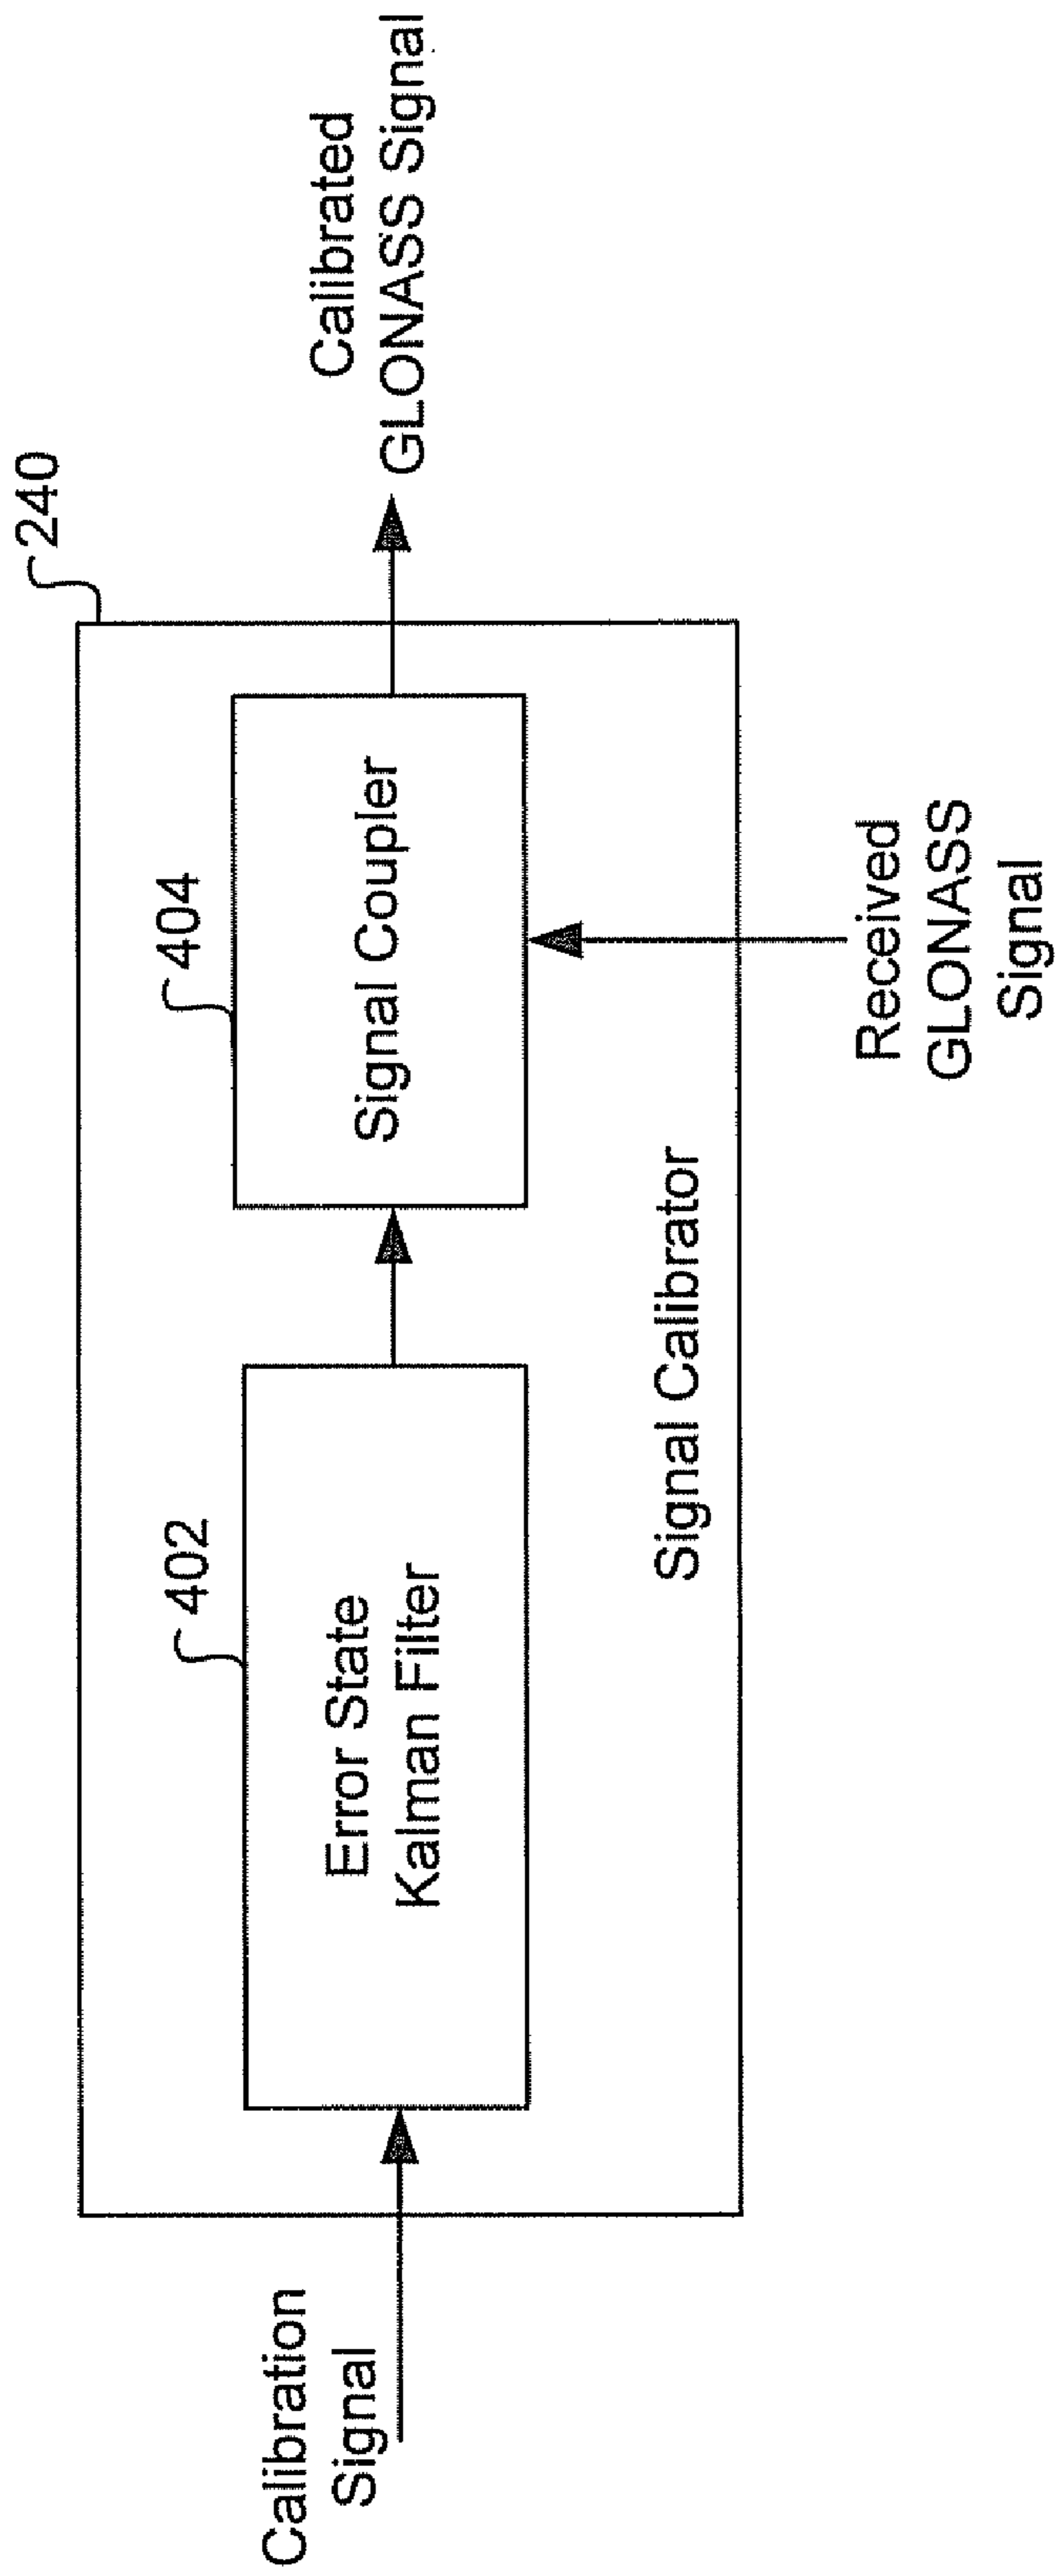 240
Calibration
Signal
402
Error State
Kalman Filter
404
Signal Coupler
Calibrated
GLONASS Signal
Signal Calibrator
Received
GLONASS
Signal